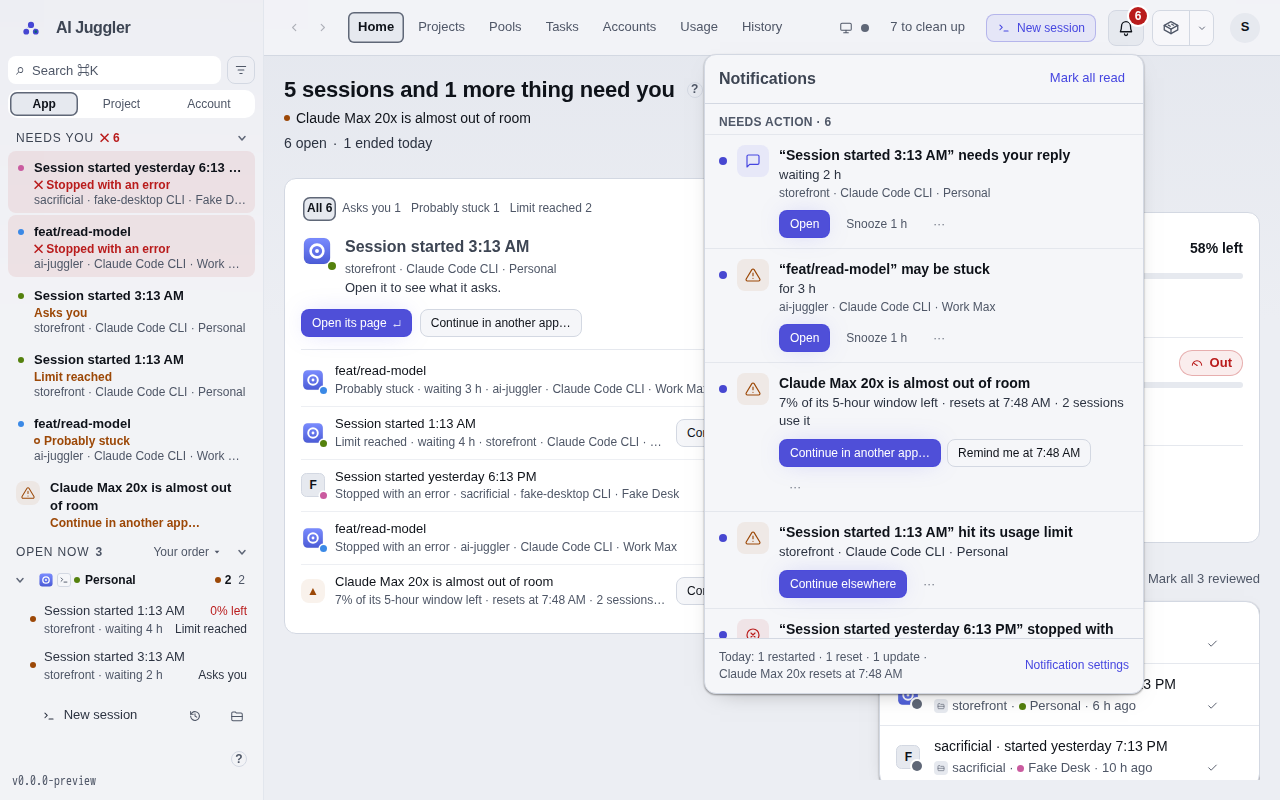 AI Juggler
Home
Projects
Pools
Tasks
Accounts
Usage
History
7 to clean up
New session
6
S
Search ⌘K
App
Project
Account
NEEDS YOU 6
Session started yesterday 6:13 …
Stopped with an error
sacrificial · fake-desktop CLI · Fake D…
feat/read-model
Stopped with an error
ai-juggler · Claude Code CLI · Work …
Session started 3:13 AM
Asks you
storefront · Claude Code CLI · Personal
Session started 1:13 AM
Limit reached
storefront · Claude Code CLI · Personal
feat/read-model
Probably stuck
ai-juggler · Claude Code CLI · Work …
Claude Max 20x is almost out
of room
Continue in another app…
OPEN NOW 3
Your order
Personal
2 2
Session started 1:13 AM
0% left
storefront · waiting 4 h
Limit reached
Session started 3:13 AM
storefront · waiting 2 h
Asks you
New session
?
v0.0.0-preview
5 sessions and 1 more thing need you
?
Claude Max 20x is almost out of room
6 open · 1 ended today
All 6
Asks you 1
Probably stuck 1
Limit reached 2
Session started 3:13 AM
storefront · Claude Code CLI · Personal
Open it to see what it asks.
Open its page
Continue in another app…
feat/read-model
Probably stuck · waiting 3 h · ai-juggler · Claude Code CLI · Work Max
Session started 1:13 AM
Limit reached · waiting 4 h · storefront · Claude Code CLI · …
F
Session started yesterday 6:13 PM
Stopped with an error · sacrificial · fake-desktop CLI · Fake Desk
feat/read-model
Stopped with an error · ai-juggler · Claude Code CLI · Work Max
Claude Max 20x is almost out of room
7% of its 5-hour window left · resets at 7:48 AM · 2 sessions…
Notifications
Mark all read
NEEDS ACTION · 6
“Session started 3:13 AM” needs your reply
waiting 2 h
storefront · Claude Code CLI · Personal
Open
Snooze 1 h
…
“feat/read-model” may be stuck
for 3 h
ai-juggler · Claude Code CLI · Work Max
Open
Snooze 1 h
…
Claude Max 20x is almost out of room
7% of its 5-hour window left · resets at 7:48 AM · 2 sessions
use it
Continue in another app…
Remind me at 7:48 AM
…
“Session started 1:13 AM” hit its usage limit
storefront · Claude Code CLI · Personal
Continue elsewhere
…
“Session started yesterday 6:13 PM” stopped with
Today: 1 restarted · 1 reset · 1 update ·
Claude Max 20x resets at 7:48 AM
Notification settings
58% left
Out
Mark all 3 reviewed
PM
storefront · Personal · 6 h ago
F
sacrificial · started yesterday 7:13 PM
sacrificial · Fake Desk · 10 h ago